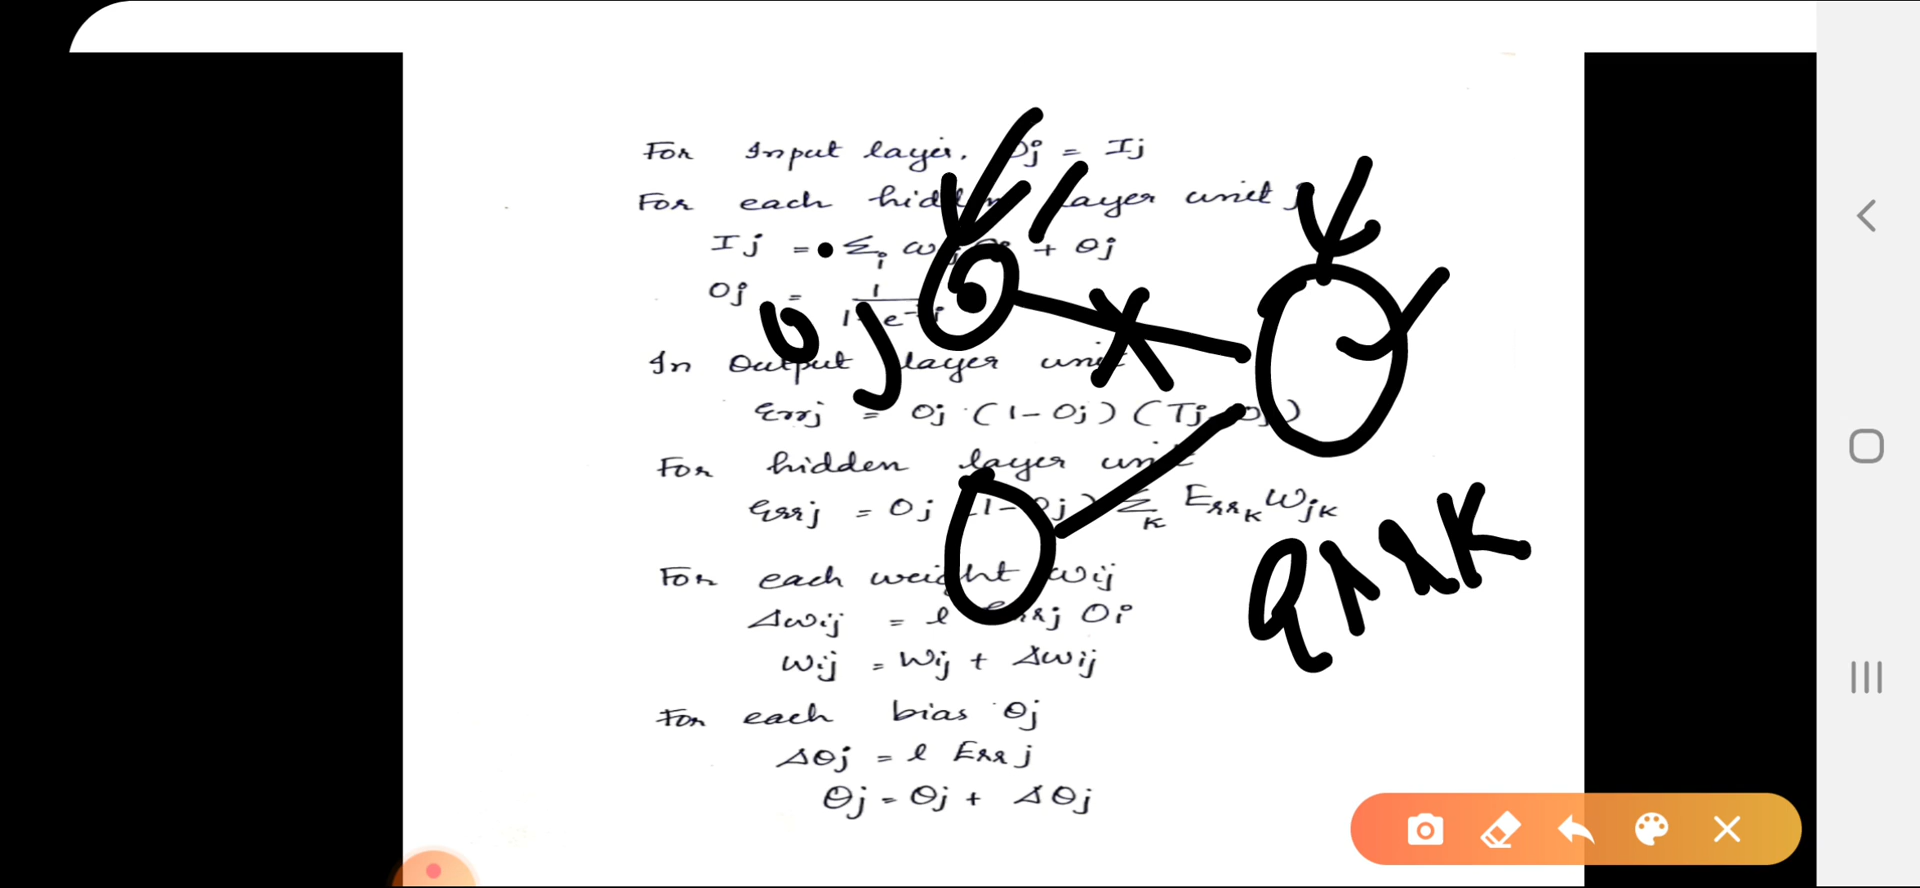 For Input layer, Oj = Ij
For each hidden layer unit j
Ij = Σi wij Oi + θj
Oj = 1 / 1+e^-Ij
Oj
In Output layer unit
Errj = Oj (1-Oj) (Tj-Oj)
For hidden layer unit
Errj = Oj (1-Oj) Σk Errk Wjk
Errk
For each weight wij
Δwij = l Errj Oi
wij = wij + Δwij
For each bias θj
Δθj = l Errj
θj = θj + Δθj